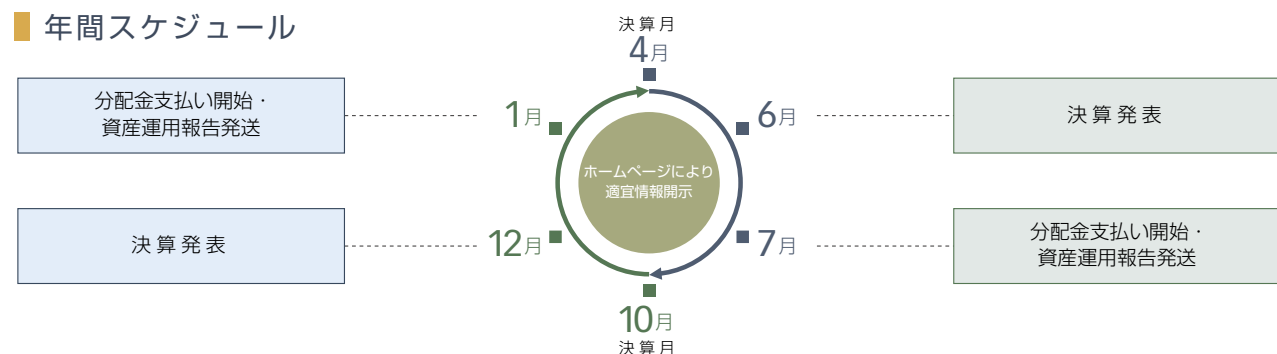 年間スケジュール
決算月
4月
分配金支払い開始・
資産運用報告発送
1月
6月
決算発表
ホームページにより
適宜情報開示
決算発表
12月
7月
分配金支払い開始・
資産運用報告発送
10月
決算月